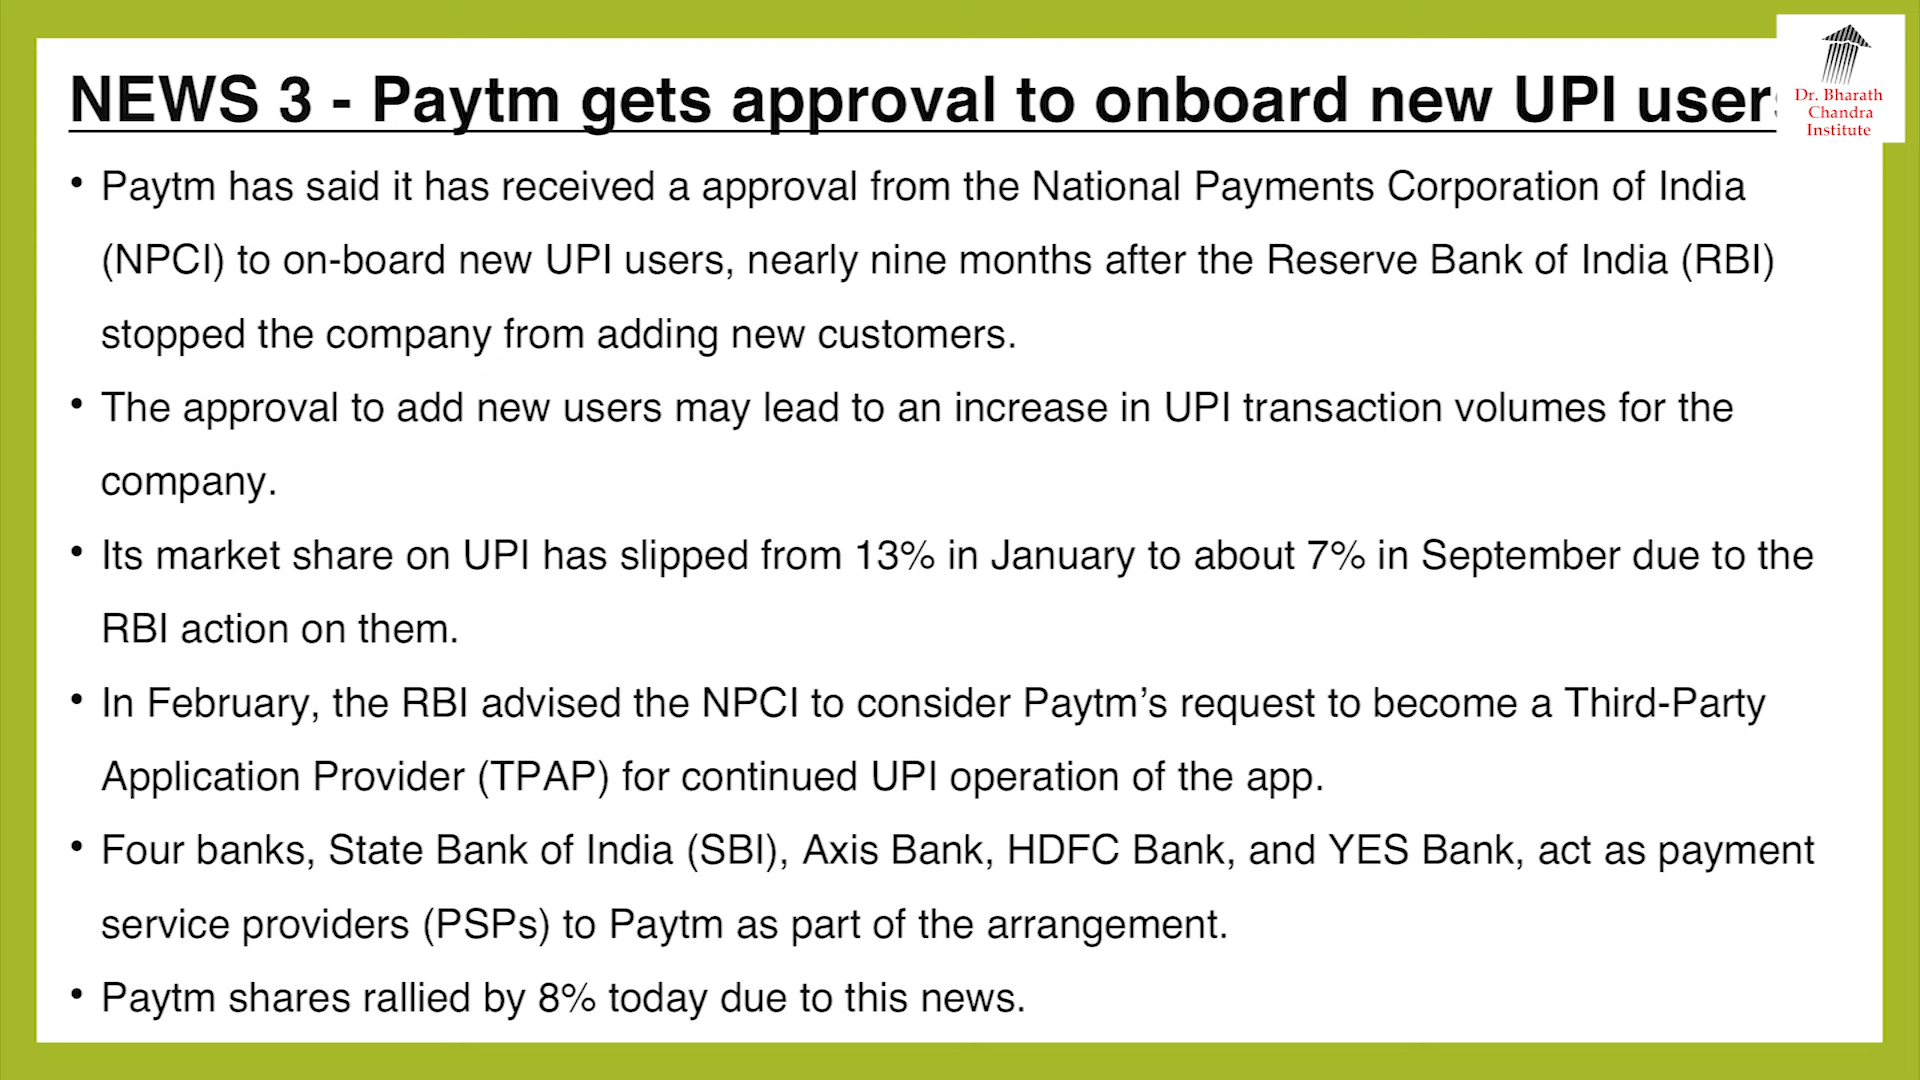 NEWS 3 - Paytm gets approval to onboard new UPI users
Dr. Bharath
Chandra
Institute
• Paytm has said it has received a approval from the National Payments Corporation of India
(NPCI) to on-board new UPI users, nearly nine months after the Reserve Bank of India (RBI)
stopped the company from adding new customers.
• The approval to add new users may lead to an increase in UPI transaction volumes for the
company.
• Its market share on UPI has slipped from 13% in January to about 7% in September due to the
RBI action on them.
• In February, the RBI advised the NPCI to consider Paytm’s request to become a Third-Party
Application Provider (TPAP) for continued UPI operation of the app.
• Four banks, State Bank of India (SBI), Axis Bank, HDFC Bank, and YES Bank, act as payment
service providers (PSPs) to Paytm as part of the arrangement.
• Paytm shares rallied by 8% today due to this news.